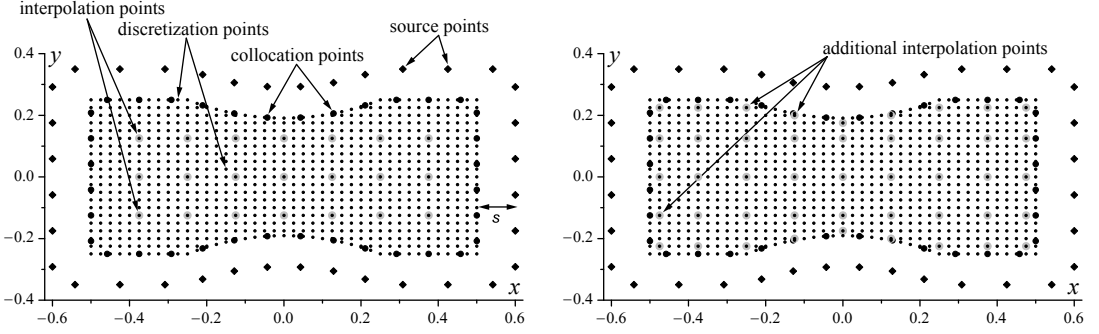 interpolation points
discretization points
collocation points
source points
y
0.4
0.2
0.0
−0.2
−0.4
s
x
−0.6 −0.4 −0.2 0.0 0.2 0.4 0.6
additional interpolation points
y
0.4
0.2
0.0
−0.2
−0.4
x
−0.6 −0.4 −0.2 0.0 0.2 0.4 0.6